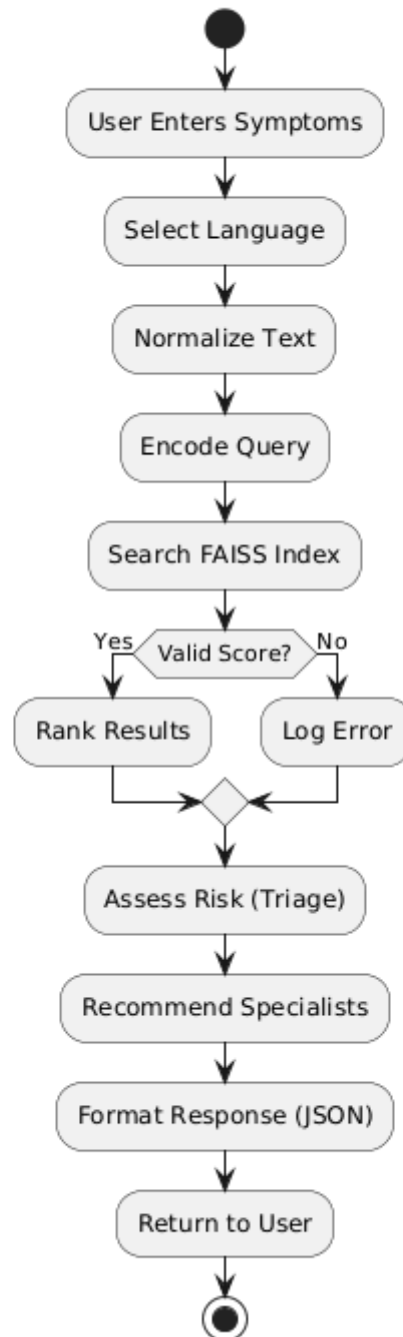 User Enters Symptoms
Select Language
Normalize Text
Encode Query
Search FAISS Index
Yes
Valid Score?
No
Rank Results
Log Error
Assess Risk (Triage)
Recommend Specialists
Format Response (JSON)
Return to User